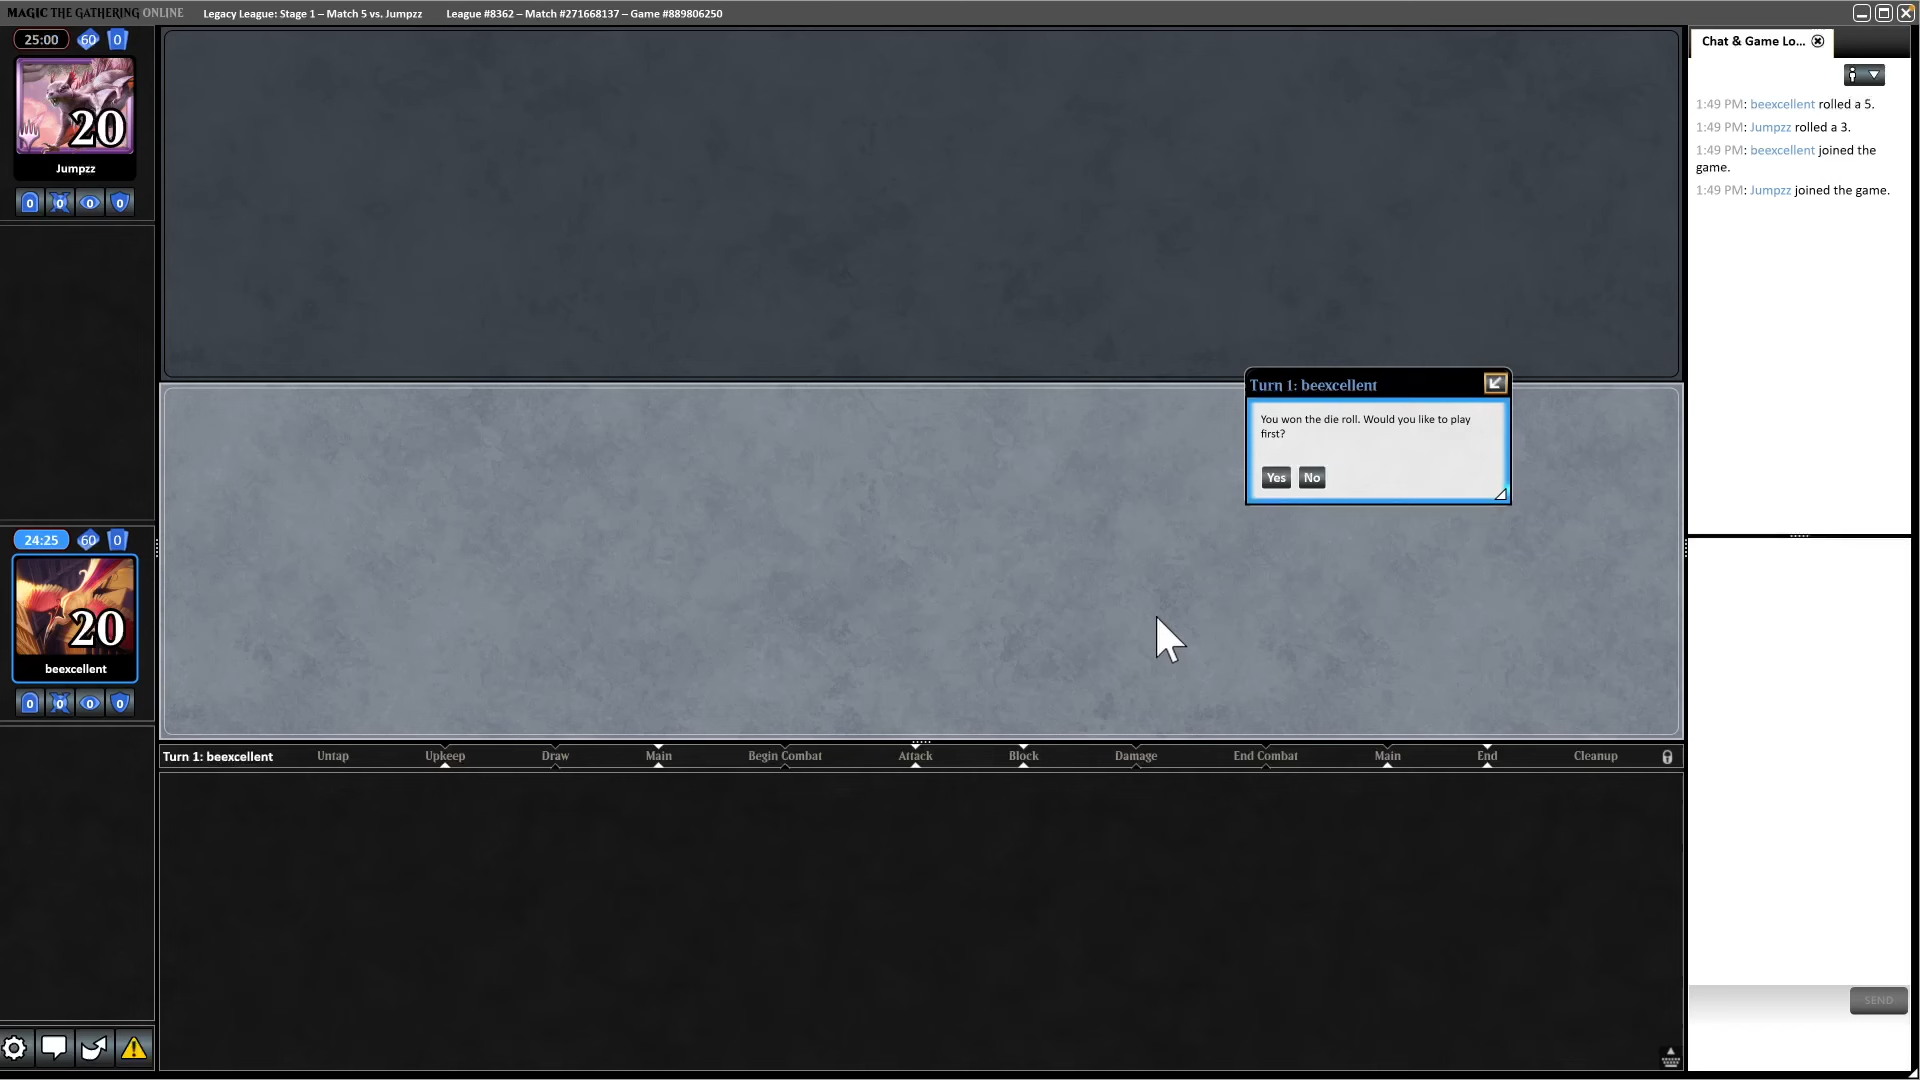 MAGIC THE GATHERING ONLINE
Legacy League: Stage 1 – Match 5 vs. Jumpzz
League #8362 – Match #271668137 – Game #889806250
25:00
60
0
20
Jumpzz
0
0
0
0
Chat & Game Lo...
1:49 PM: beexcellent rolled a 5.
1:49 PM: Jumpzz rolled a 3.
1:49 PM: beexcellent joined the
game.
1:49 PM: Jumpzz joined the game.
Turn 1: beexcellent
You won the die roll. Would you like to play
first?
Yes
No
24:25
60
0
20
beexcellent
0
0
0
0
Turn 1: beexcellent
Untap
Upkeep
Draw
Main
Begin Combat
Attack
Block
Damage
End Combat
Main
End
Cleanup
SEND